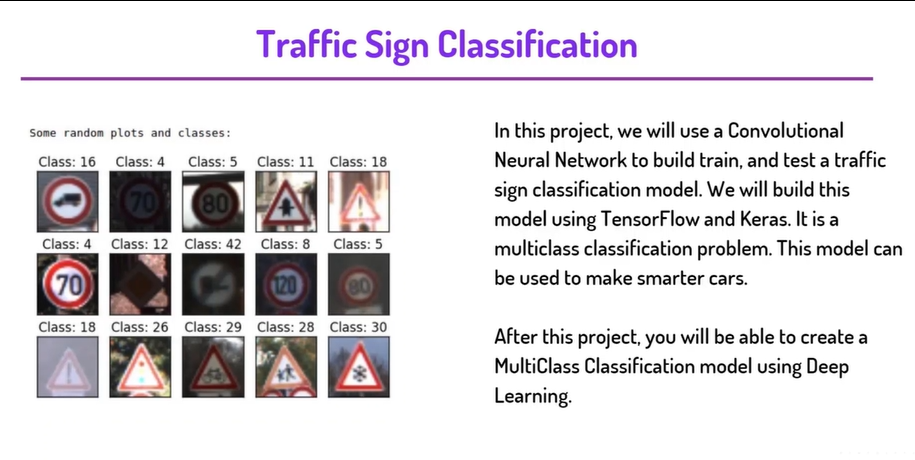 Traffic Sign Classification
Some random plots and classes:
Class: 16 Class: 4 Class: 5 Class: 11 Class: 18
70 80
Class: 4 Class: 12 Class: 42 Class: 8 Class: 5
70 120 80
Class: 18 Class: 26 Class: 29 Class: 28 Class: 30
In this project, we will use a Convolutional
Neural Network to build train, and test a traffic
sign classification model. We will build this
model using TensorFlow and Keras. It is a
multiclass classification problem. This model can
be used to make smarter cars.
After this project, you will be able to create a
MultiClass Classification model using Deep
Learning.